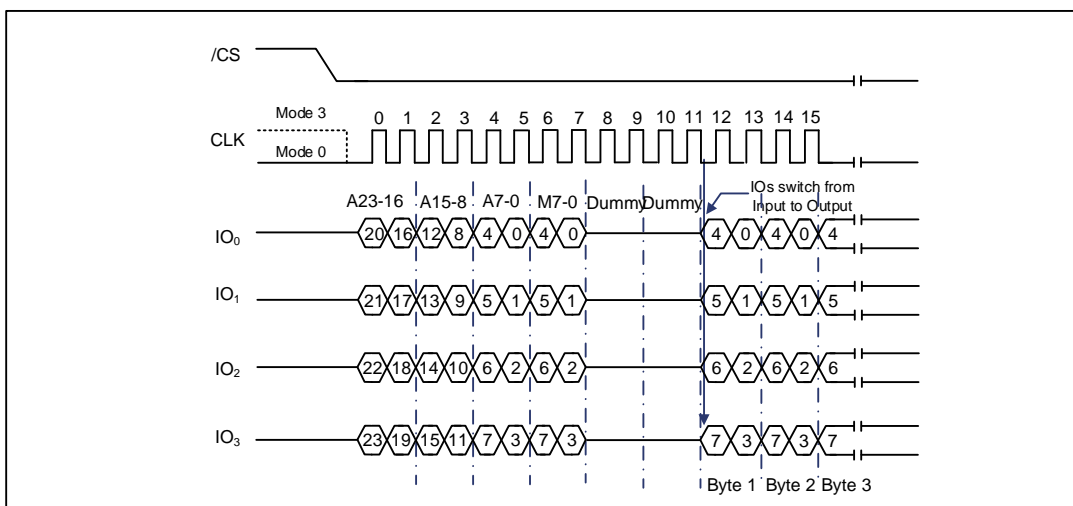 /CS
Mode 3
0 1 2 3 4 5 6 7 8 9 10 11 12 13 14 15
CLK
Mode 0
IOs switch from
A23-16 A15-8 A7-0 M7-0 Dummy Dummy Input to Output
IO0 20 16 12 8 4 0 4 0 4 0 4 0 4
IO1 21 17 13 9 5 1 5 1 5 1 5 1 5
IO2 22 18 14 10 6 2 6 2 6 2 6 2 6
IO3 23 19 15 11 7 3 7 3 7 3 7 3 7
Byte 1 Byte 2 Byte 3